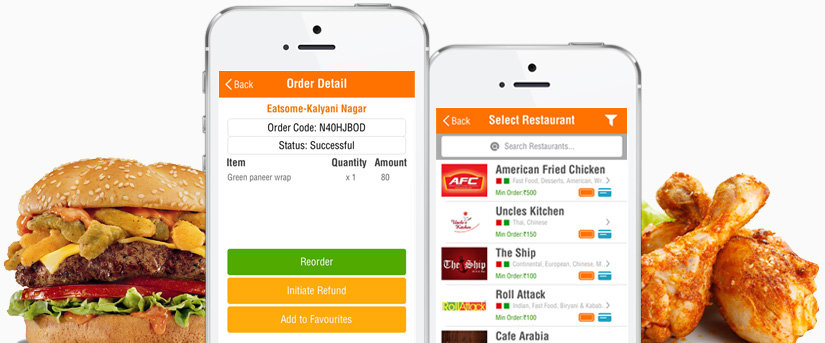 Back Order Detail
Eatsome-Kalyani Nagar
Order Code: N40HJBOD
Status: Successful
Item Quantity Amount
Green paneer wrap x 1 80
Reorder
Initiate Refund
Add to Favourites
Back Select Restaurant
Search Restaurants...
AFC
American Fried Chicken
Fast Food, Desserts, American, Wr..
Min Order:₹500
Uncle's Kitchen
Uncles Kitchen
Thai, Chinese
Min Order:₹150
The Ship
The Ship
Continental, European, Chinese, M..
Min Order:₹100
RollAttack
Roll Attack
Indian, Fast Food, Biryani & Kabab..
Min Order:₹100
Cafe Arabia